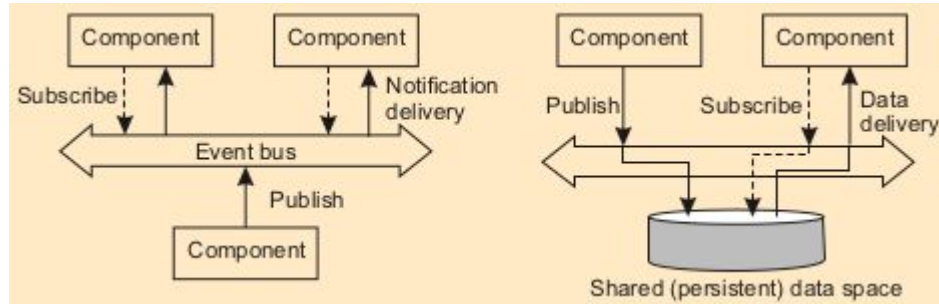 Component
Component
Subscribe
Notification
delivery
Event bus
Publish
Component
Component
Component
Publish
Subscribe
Data
delivery
Shared (persistent) data space